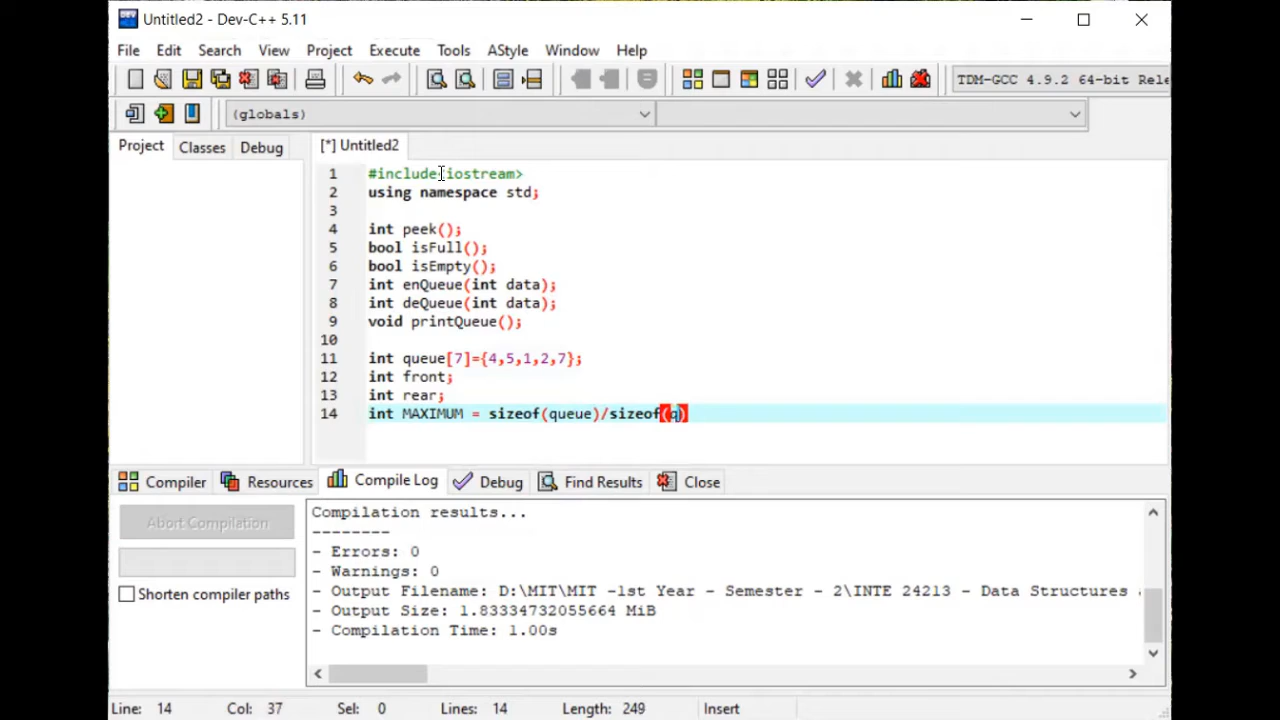 Untitled2 - Dev-C++ 5.11
File Edit Search View Project Execute Tools AStyle Window Help
TDM-GCC 4.9.2 64-bit Rele
(globals)
Project Classes Debug
[*] Untitled2
1 #include<iostream>
2 using namespace std;
3
4 int peek();
5 bool isFull();
6 bool isEmpty();
7 int enQueue(int data);
8 int deQueue(int data);
9 void printQueue();
10
11 int queue[7]={4,5,1,2,7};
12 int front;
13 int rear;
14 int MAXIMUM = sizeof(queue)/sizeof(q)
Compiler Resources Compile Log Debug Find Results Close
Abort Compilation
Shorten compiler paths
Compilation results...
--------
- Errors: 0
- Warnings: 0
- Output Filename: D:\MIT\MIT -1st Year - Semester - 2\INTE 24213 - Data Structures
- Output Size: 1.83334732055664 MiB
- Compilation Time: 1.00s
Line: 14 Col: 37 Sel: 0 Lines: 14 Length: 249 Insert